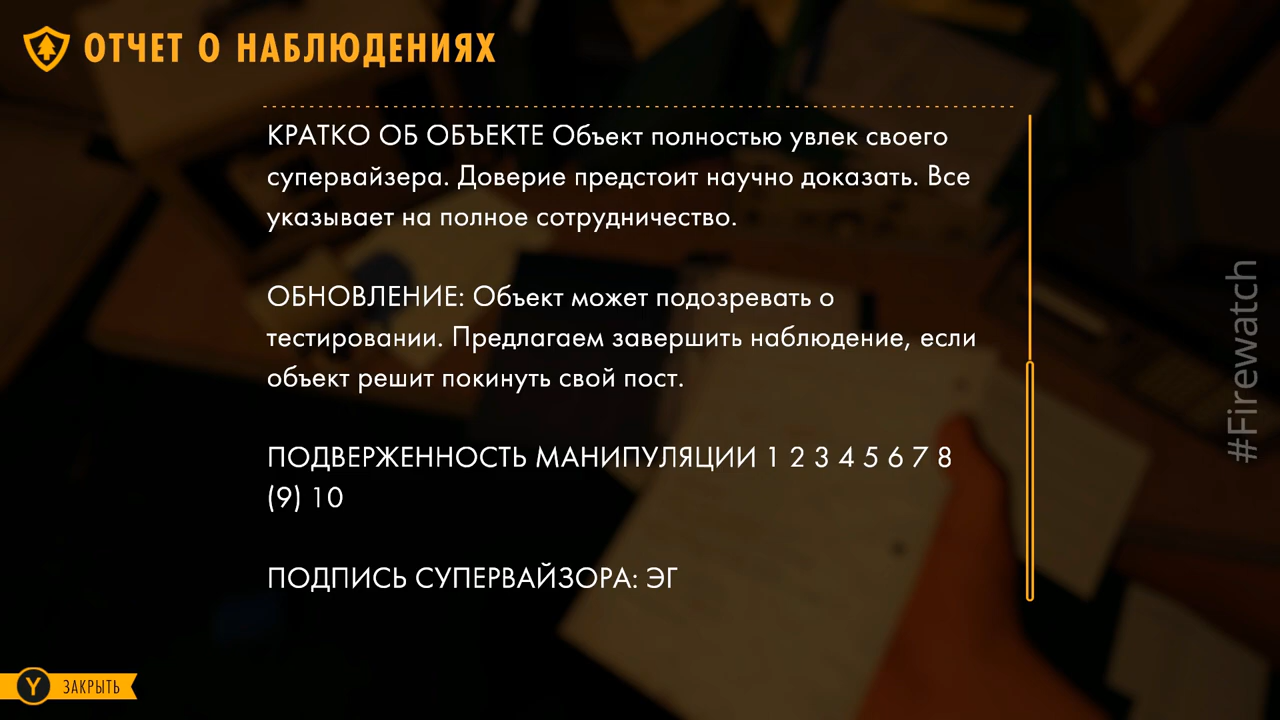 ОТЧЕТ О НАБЛЮДЕНИЯХ
КРАТКО ОБ ОБЪЕКТЕ Объект полностью увлек своего
супервайзера. Доверие предстоит научно доказать. Все
указывает на полное сотрудничество.
ОБНОВЛЕНИЕ: Объект может подозревать о
тестировании. Предлагаем завершить наблюдение, если
объект решит покинуть свой пост.
ПОДВЕРЖЕННОСТЬ МАНИПУЛЯЦИИ 1 2 3 4 5 6 7 8
(9) 10
ПОДПИСЬ СУПЕРВАЙЗОРА: ЭГ
#Firewatch
Y ЗАКРЫТЬ